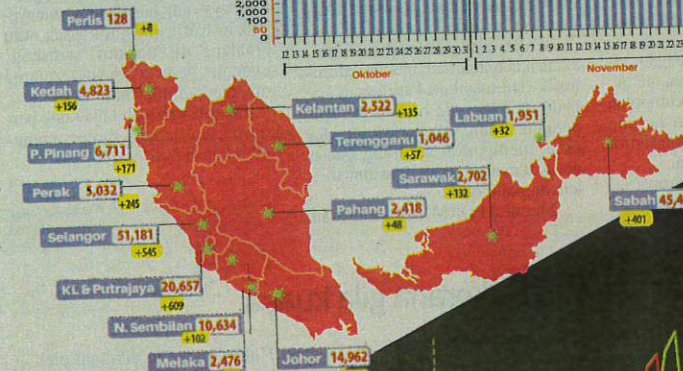 2,000
1,000
100
50
0
12 13 14 15 16 17 18 19 20 21 22 23 24 25 26 27 28 29 30 31
1 2 3 4 5 6 7 8 9 10 11 12 13 14 15 16 17 18 19 20 21 22 23
Oktober
November
Perlis 128
+8
Kedah 4,823
+156
P. Pinang 6,711
+171
Perak 5,032
+245
Selangor 51,181
+545
KL & Putrajaya 20,657
+609
N. Sembilan 10,634
+102
Melaka 2,476
Johor 14,962
Kelantan 2,522
+135
Terengganu 1,046
+57
Pahang 2,418
+48
Labuan 1,951
+32
Sarawak 2,702
+132
Sabah 45,4
+401